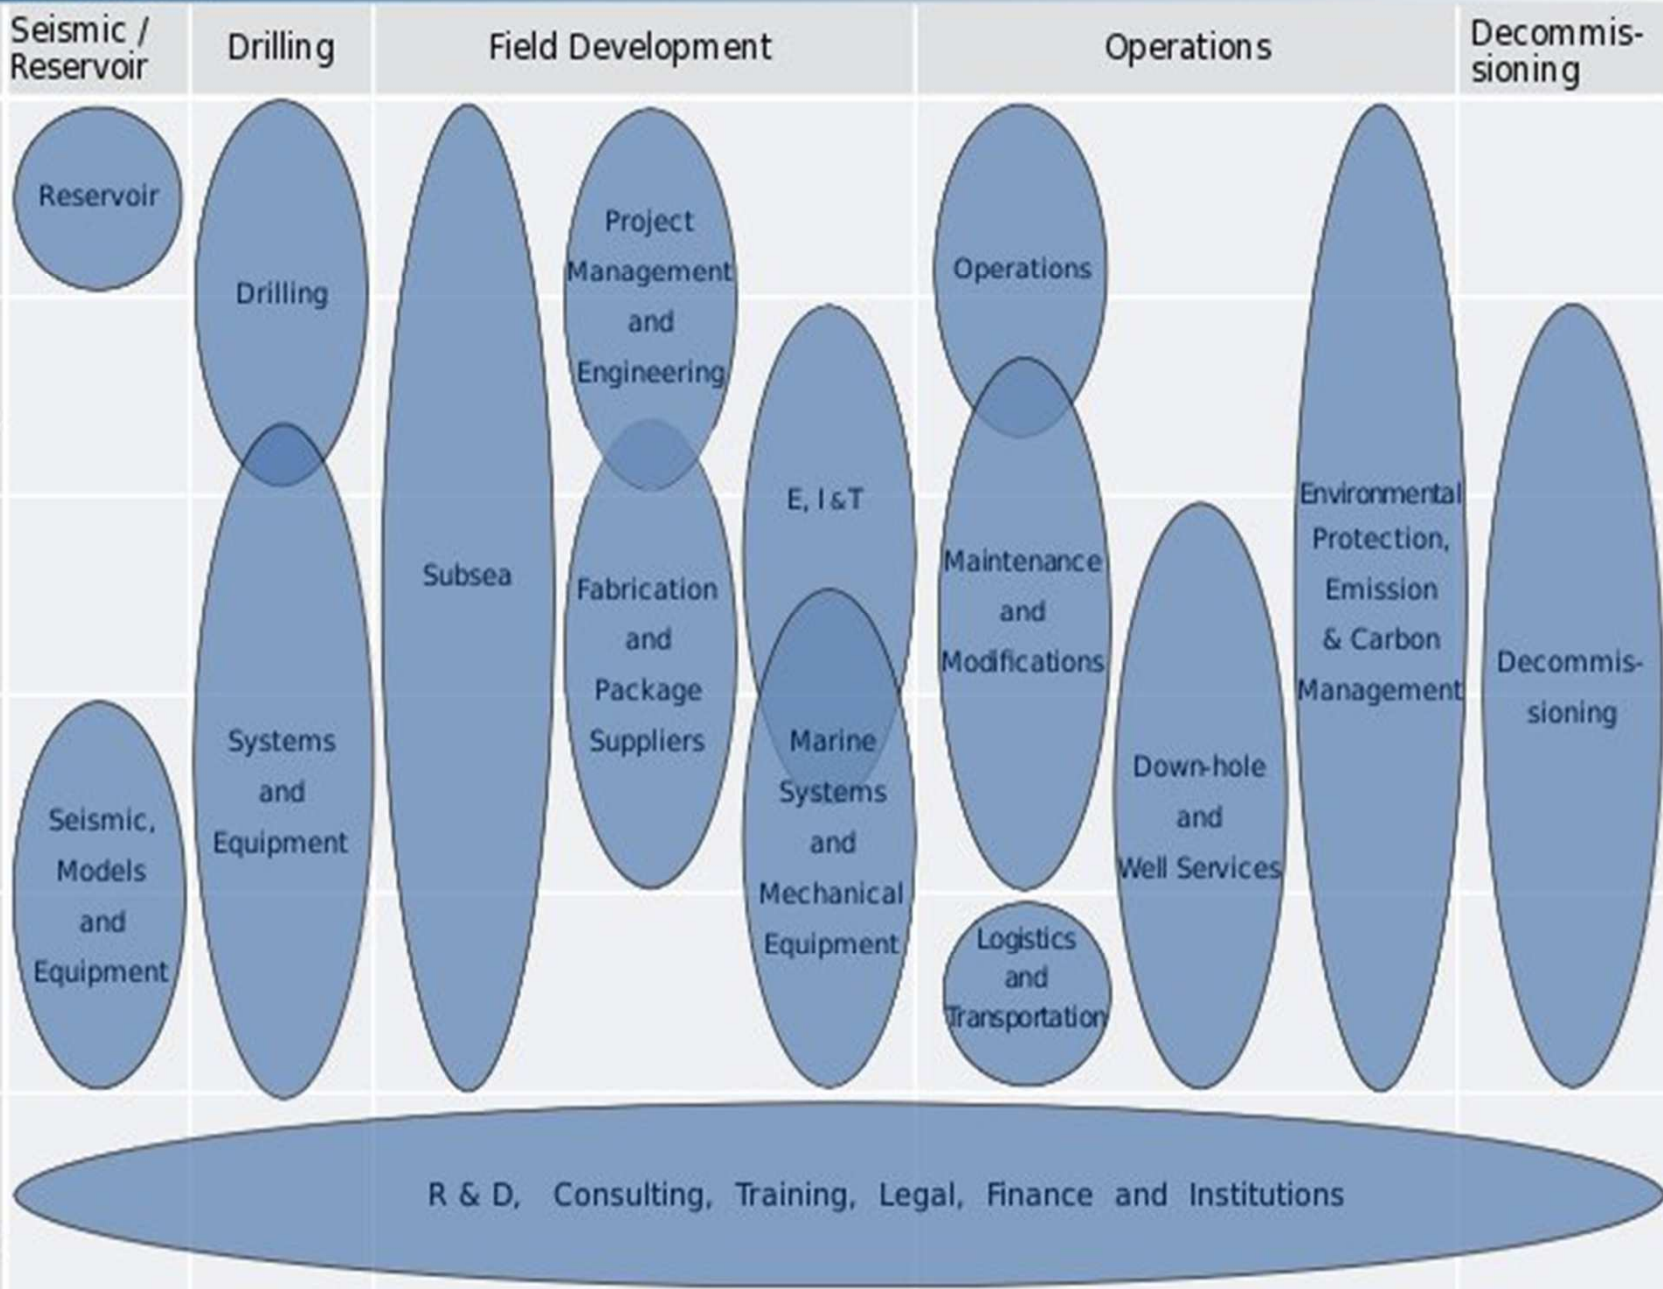 Seismic /
Reservoir
Drilling
Field Development
Operations
Decommis-
sioning
Reservoir
Seismic,
Models
and
Equipment
Drilling
Systems
and
Equipment
Subsea
Project
Management
and
Engineering
Fabrication
and
Package
Suppliers
E, I & T
Marine
Systems
and
Mechanical
Equipment
Operations
Maintenance
and
Modifications
Logistics
and
Transportation
Down-hole
and
Well Services
Environmental
Protection,
Emission
& Carbon
Management
Decommis-
sioning
R & D, Consulting, Training, Legal, Finance and Institutions